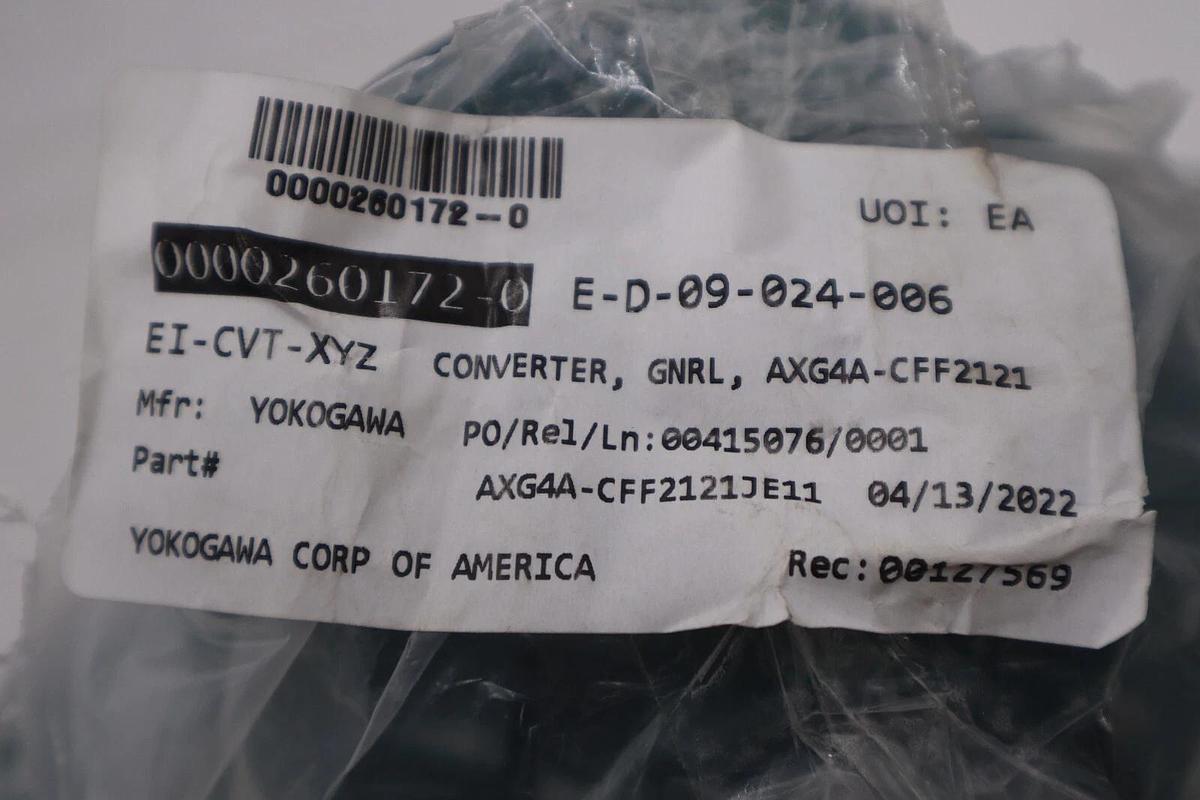 0000260172-0
UOI: EA
0000260172-0 E-D-09-024-006
EI-CVT-XYZ CONVERTER, GNRL, AXG4A-CFF2121
Mfr: YOKOGAWA PO/Rel/Ln:00415076/0001
Part# AXG4A-CFF2121JE11 04/13/2022
YOKOGAWA CORP OF AMERICA Rec:00127569